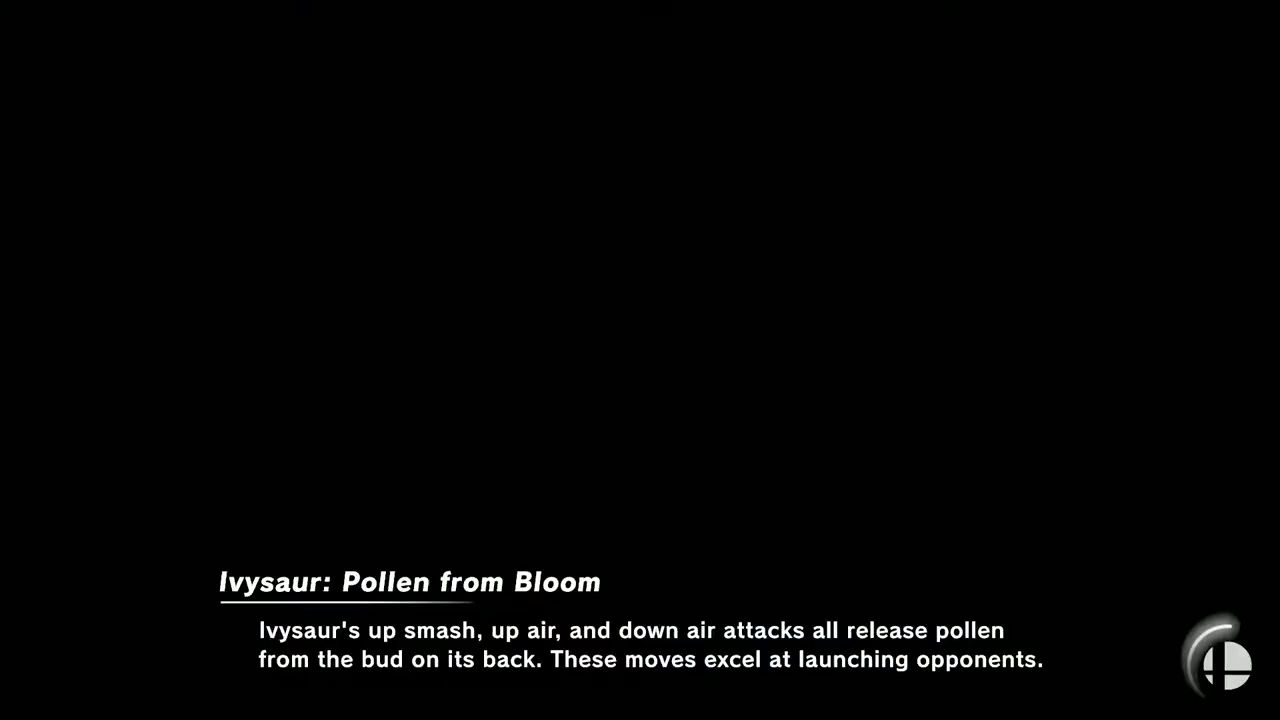 Ivysaur: Pollen from Bloom
Ivysaur's up smash, up air, and down air attacks all release pollen
from the bud on its back. These moves excel at launching opponents.